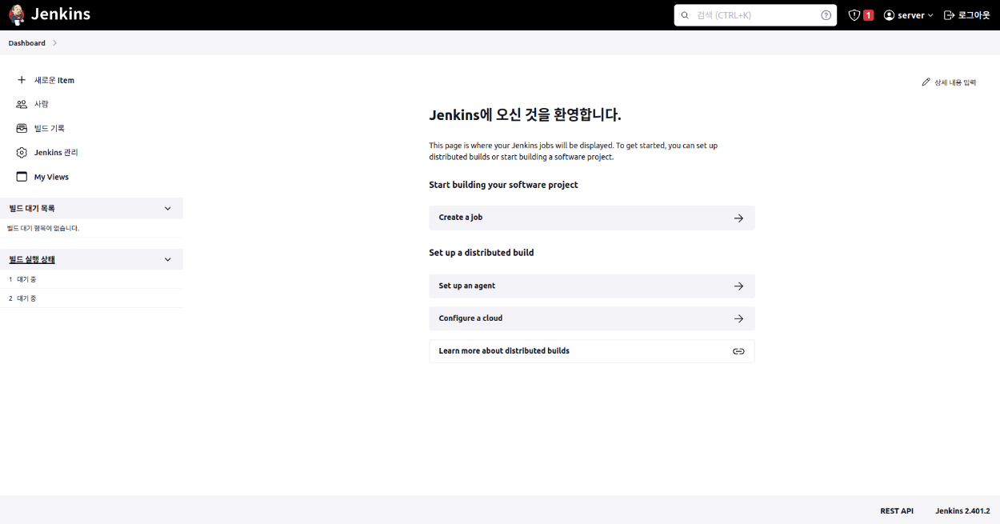 Jenkins
검색 (CTRL+K)
1
server
로그아웃
Dashboard
새로운 Item
사람
빌드 기록
Jenkins 관리
My Views
빌드 대기 목록
빌드 대기 항목이 없습니다.
빌드 실행 상태
1 대기 중
2 대기 중
상세 내용 입력
Jenkins에 오신 것을 환영합니다.
This page is where your Jenkins jobs will be displayed. To get started, you can set up
distributed builds or start building a software project.
Start building your software project
Create a job
Set up a distributed build
Set up an agent
Configure a cloud
Learn more about distributed builds
REST API
Jenkins 2.401.2